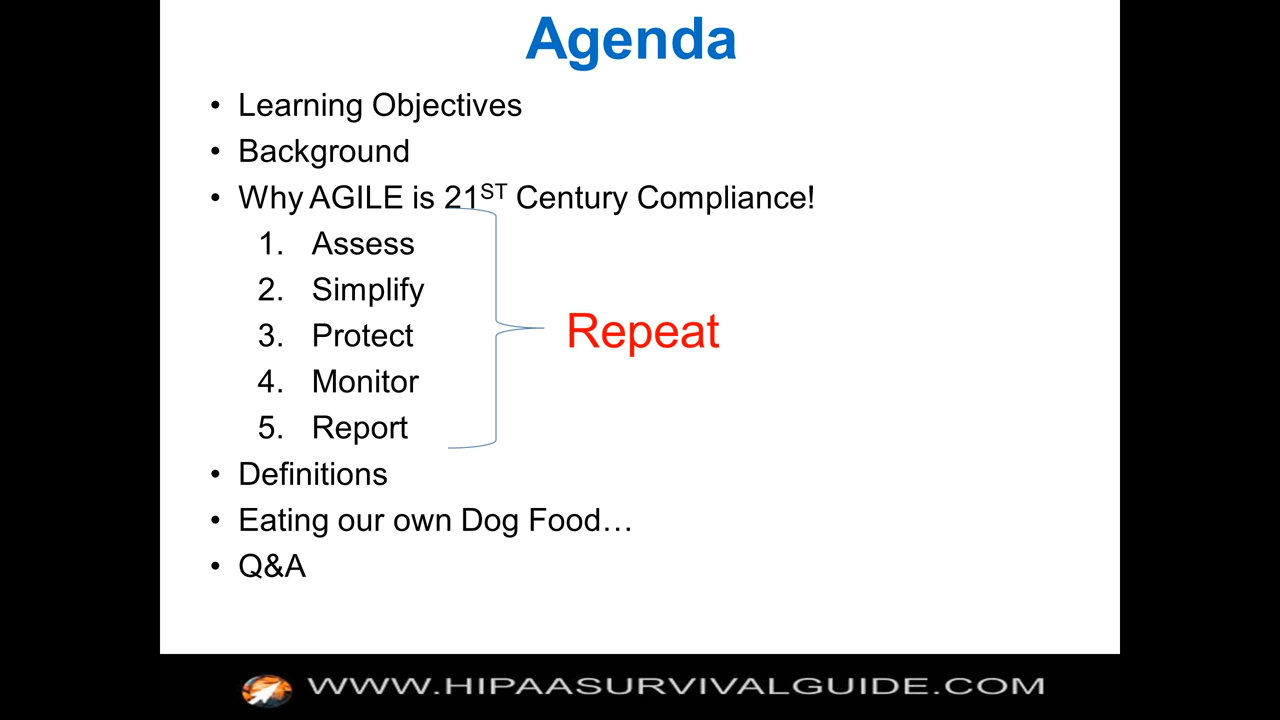 Agenda
• Learning Objectives
• Background
• Why AGILE is 21ST Century Compliance!
1. Assess
2. Simplify
3. Protect
Repeat
4. Monitor
5. Report
• Definitions
• Eating our own Dog Food…
• Q&A
WWW.HIPAASURVIVALGUIDE.COM